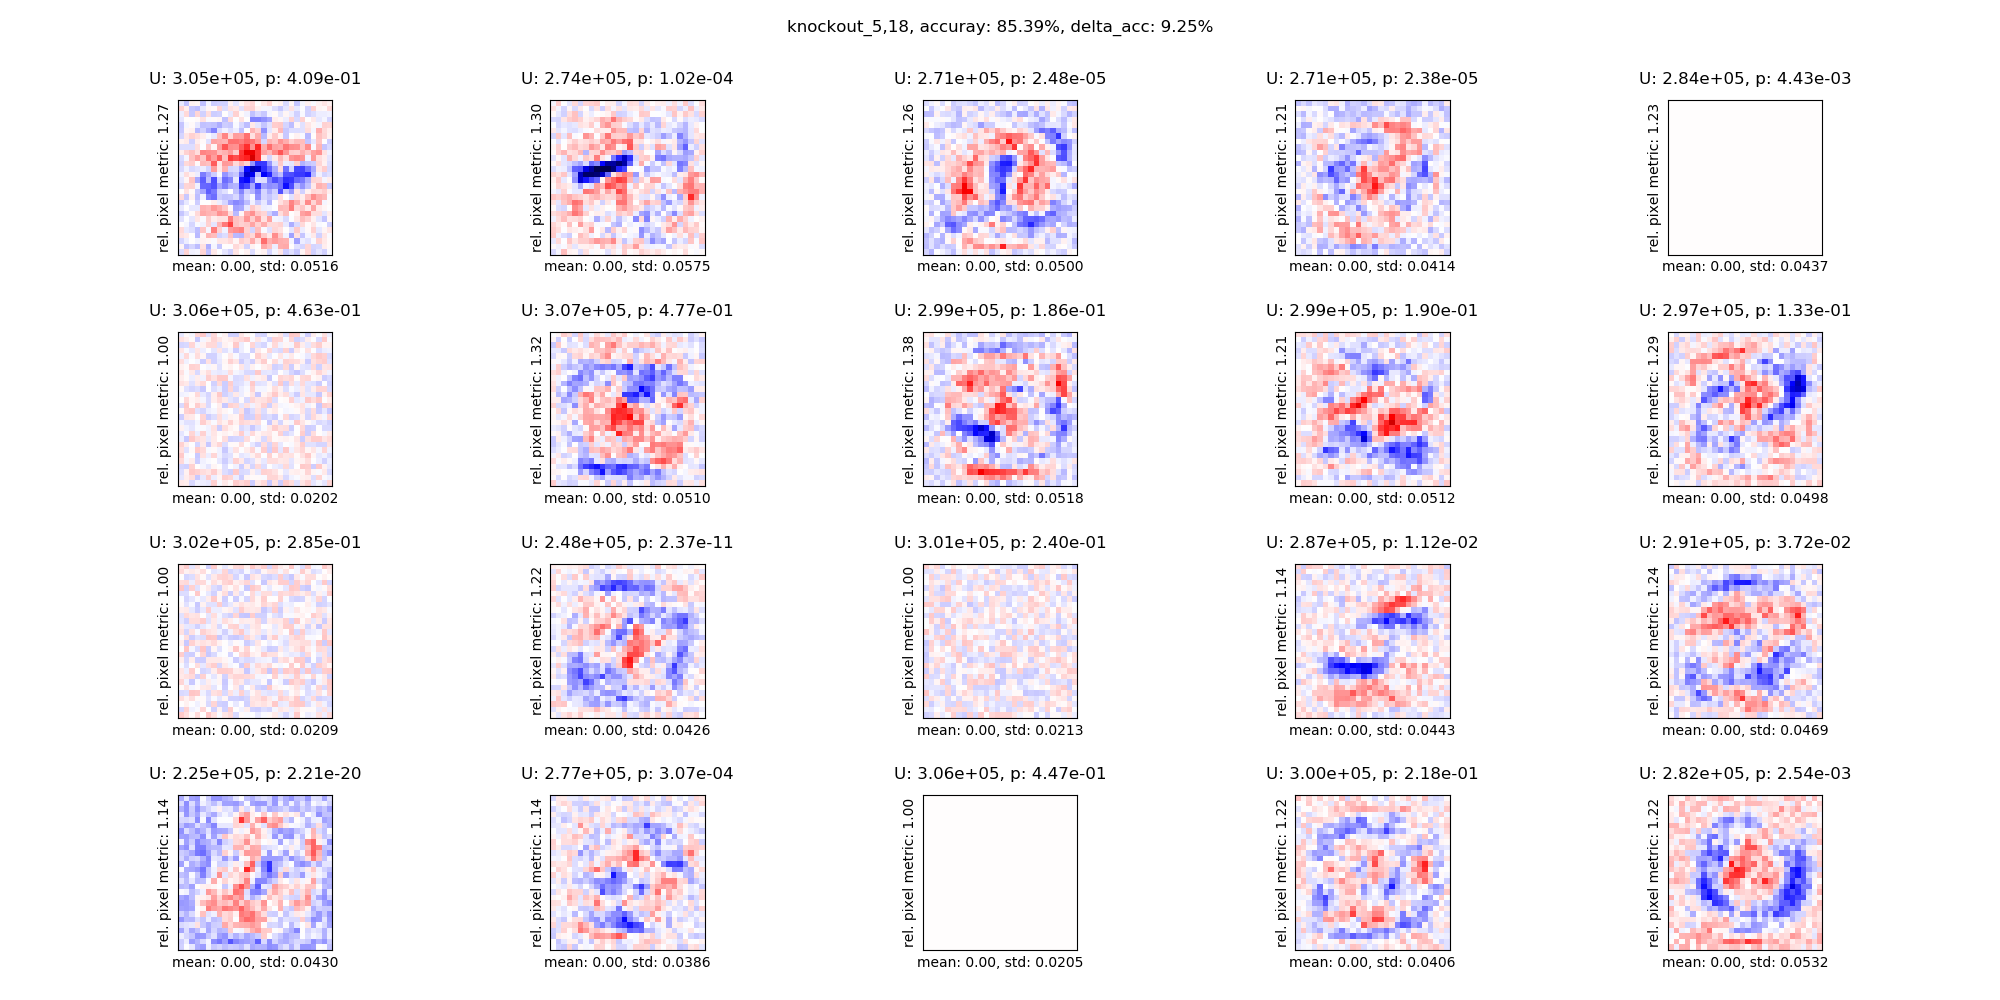 knockout_5,18, accuray: 85.39%, delta_acc: 9.25%
U: 3.05e+05, p: 4.09e-01
U: 2.74e+05, p: 1.02e-04
U: 2.71e+05, p: 2.48e-05
U: 2.71e+05, p: 2.38e-05
U: 2.84e+05, p: 4.43e-03
rel. pixel metric: 1.27
rel. pixel metric: 1.30
rel. pixel metric: 1.26
rel. pixel metric: 1.21
rel. pixel metric: 1.23
mean: 0.00, std: 0.0516
mean: 0.00, std: 0.0575
mean: 0.00, std: 0.0500
mean: 0.00, std: 0.0414
mean: 0.00, std: 0.0437
U: 3.06e+05, p: 4.63e-01
U: 3.07e+05, p: 4.77e-01
U: 2.99e+05, p: 1.86e-01
U: 2.99e+05, p: 1.90e-01
U: 2.97e+05, p: 1.33e-01
rel. pixel metric: 1.00
rel. pixel metric: 1.32
rel. pixel metric: 1.38
rel. pixel metric: 1.21
rel. pixel metric: 1.29
mean: 0.00, std: 0.0202
mean: 0.00, std: 0.0510
mean: 0.00, std: 0.0518
mean: 0.00, std: 0.0512
mean: 0.00, std: 0.0498
U: 3.02e+05, p: 2.85e-01
U: 2.48e+05, p: 2.37e-11
U: 3.01e+05, p: 2.40e-01
U: 2.87e+05, p: 1.12e-02
U: 2.91e+05, p: 3.72e-02
rel. pixel metric: 1.00
rel. pixel metric: 1.22
rel. pixel metric: 1.00
rel. pixel metric: 1.14
rel. pixel metric: 1.24
mean: 0.00, std: 0.0209
mean: 0.00, std: 0.0426
mean: 0.00, std: 0.0213
mean: 0.00, std: 0.0443
mean: 0.00, std: 0.0469
U: 2.25e+05, p: 2.21e-20
U: 2.77e+05, p: 3.07e-04
U: 3.06e+05, p: 4.47e-01
U: 3.00e+05, p: 2.18e-01
U: 2.82e+05, p: 2.54e-03
rel. pixel metric: 1.14
rel. pixel metric: 1.14
rel. pixel metric: 1.00
rel. pixel metric: 1.22
rel. pixel metric: 1.22
mean: 0.00, std: 0.0430
mean: 0.00, std: 0.0386
mean: 0.00, std: 0.0205
mean: 0.00, std: 0.0406
mean: 0.00, std: 0.0532